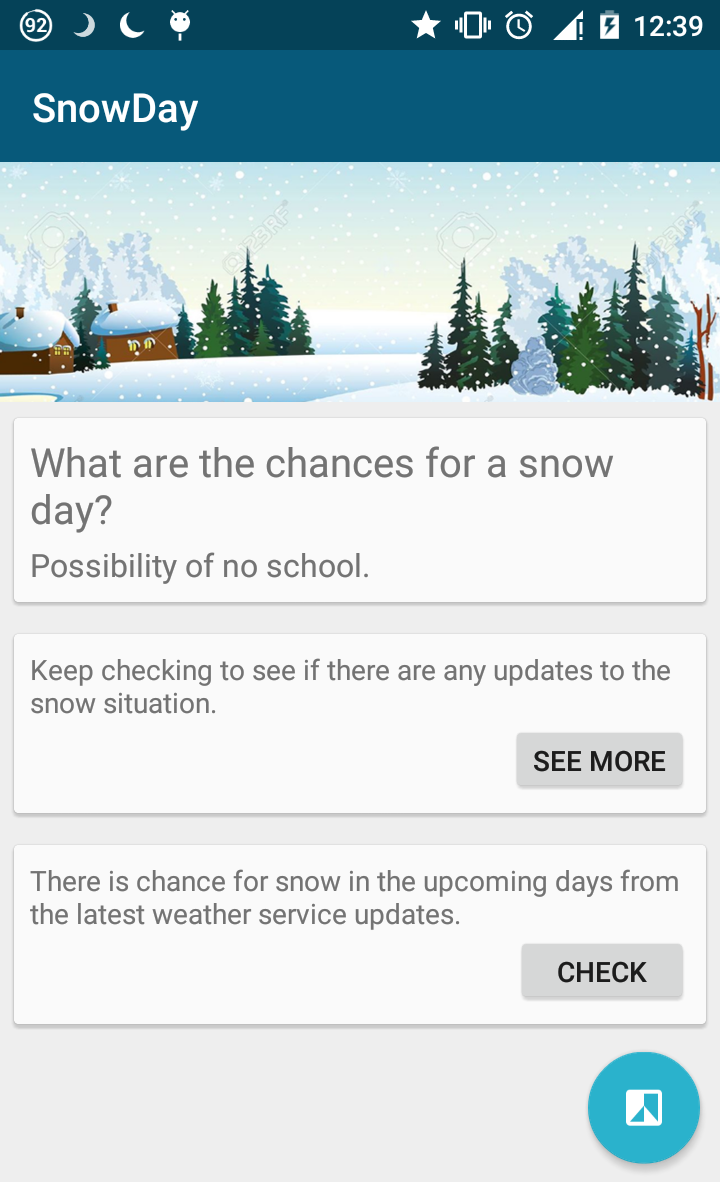 92
12:39
SnowDay
123RF
What are the chances for a snow
day?
Possibility of no school.
Keep checking to see if there are any updates to the
snow situation.
SEE MORE
There is chance for snow in the upcoming days from
the latest weather service updates.
CHECK